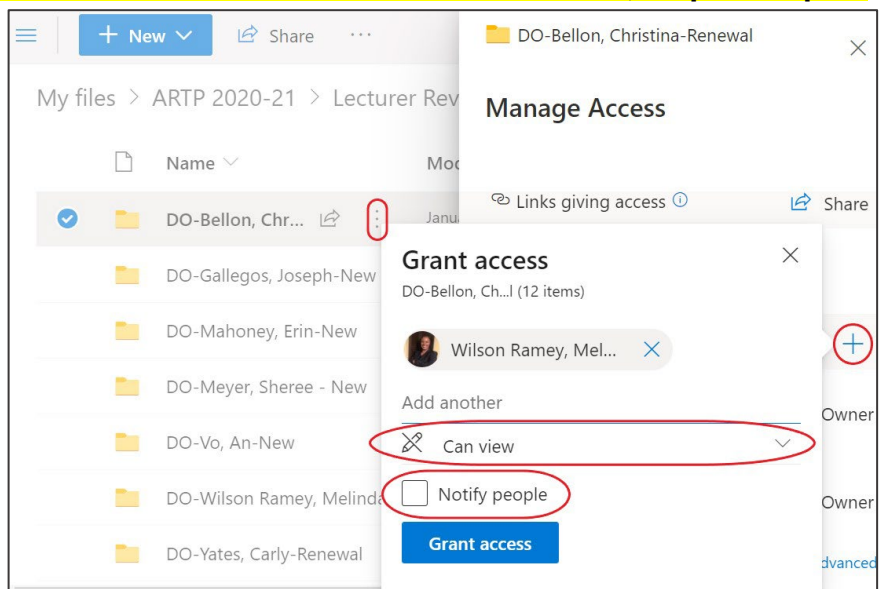 + New Share ...
DO-Bellon, Christina-Renewal
My files > ARTP 2020-21 > Lecturer Rev
Manage Access
Name Mod
Links giving access Share
DO-Bellon, Chr... Janu
Grant access
DO-Bellon, Ch...l (12 items)
DO-Gallegos, Joseph-New
DO-Mahoney, Erin-New
Wilson Ramey, Mel...
DO-Meyer, Sheree - New
Add another
Owner
DO-Vo, An-New
Can view
DO-Wilson Ramey, Melinda
Notify people
Owner
DO-Yates, Carly-Renewal
Grant access
dvanced